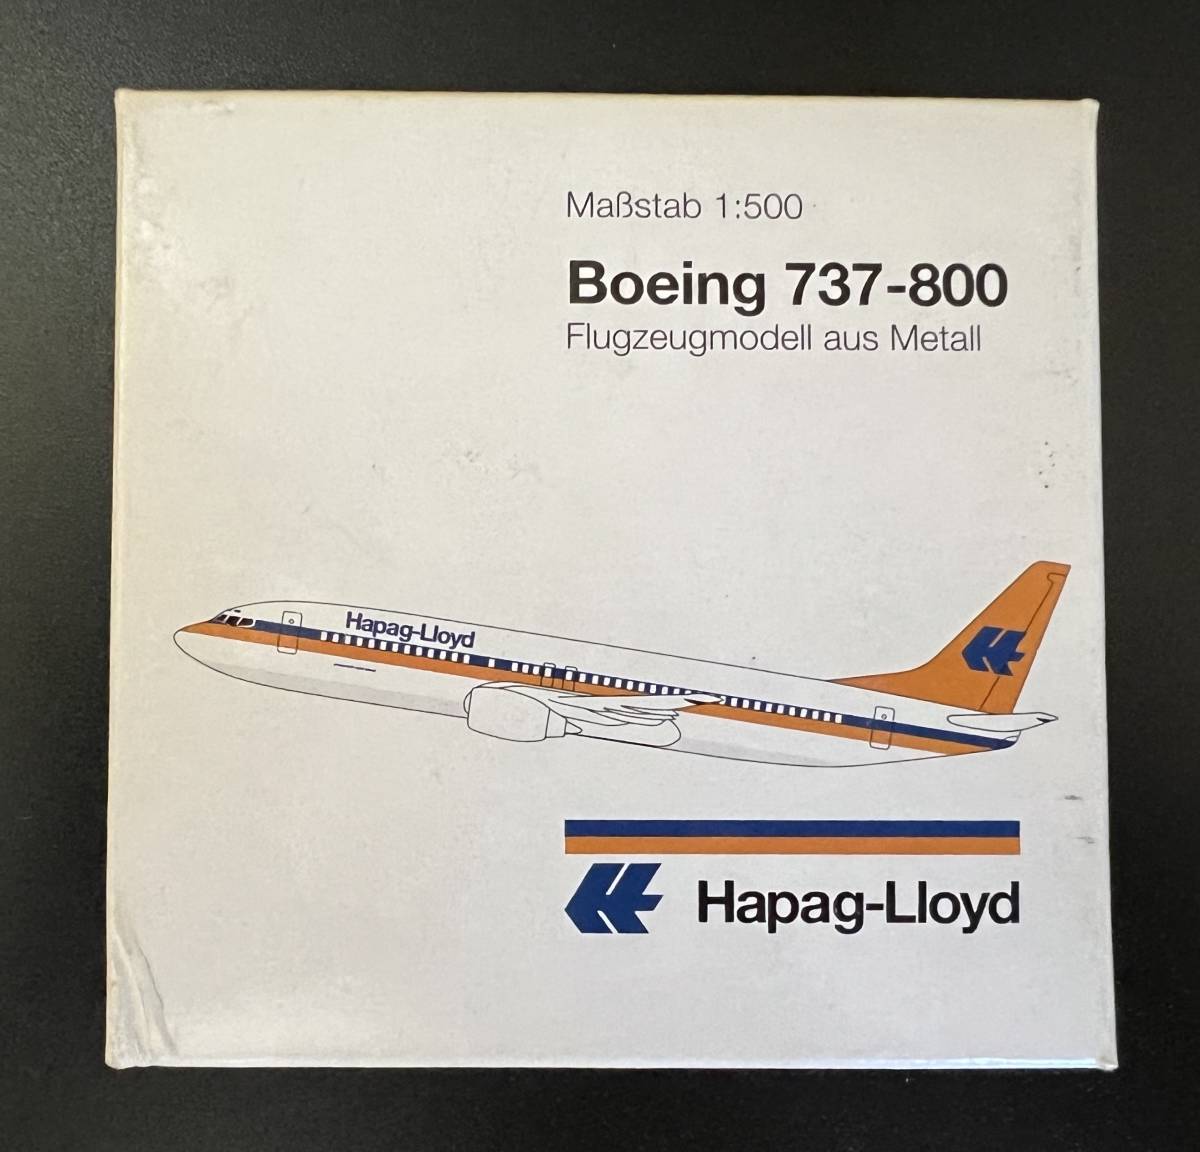 Maßstab 1:500
Boeing 737-800
Flugzeugmodell aus Metall
Hapag-Lloyd
Hapag-Lloyd